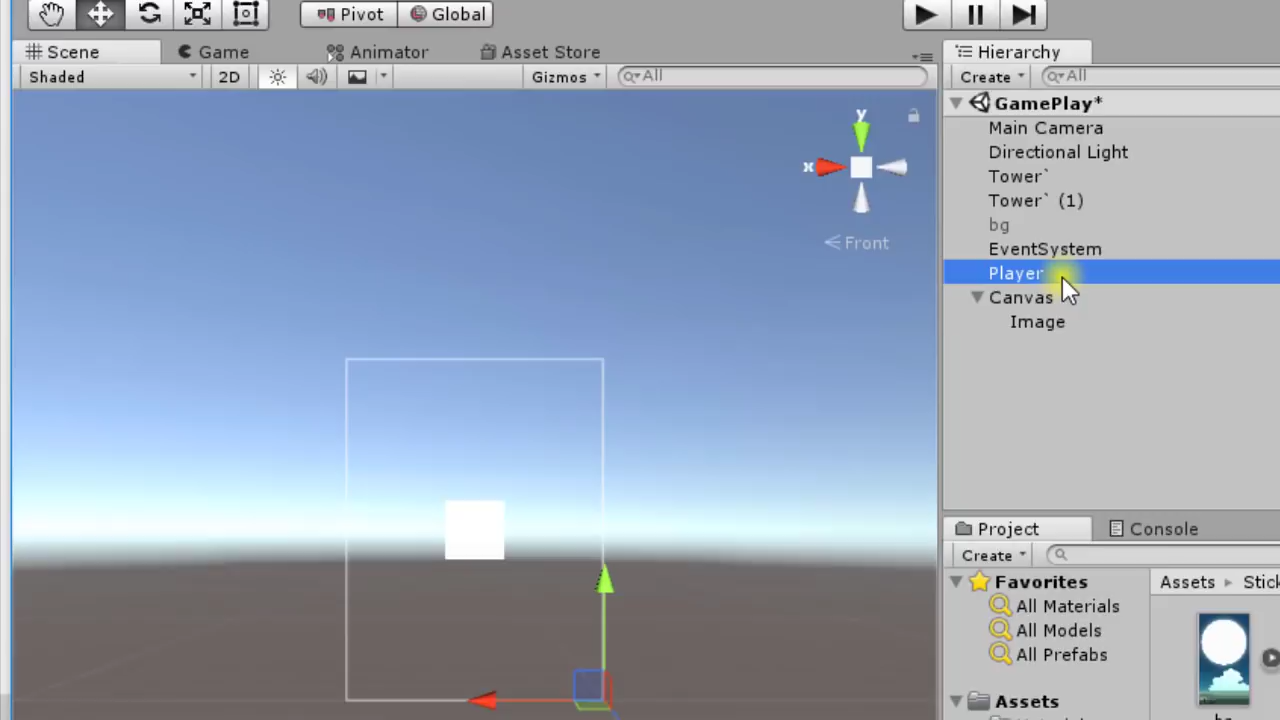 Pivot
Global
Scene
Game
Animator
Asset Store
Hierarchy
Shaded
2D
Gizmos
All
Create
All
GamePlay*
Main Camera
Directional Light
Tower`
Tower` (1)
bg
EventSystem
Player
Canvas
Image
y
x
Front
Project
Console
Create
Favorites
Assets
Stick
All Materials
All Models
All Prefabs
Assets